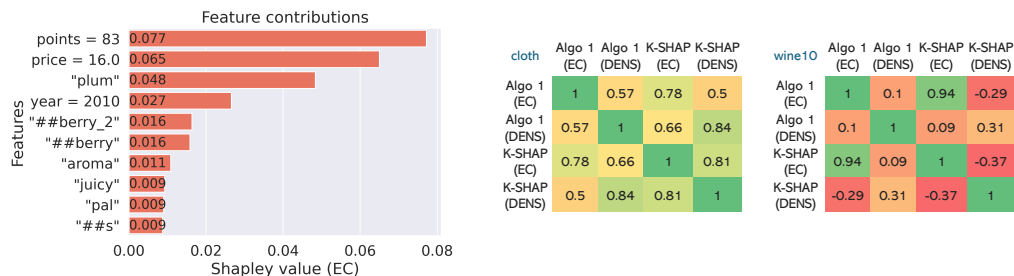 Feature contributions
Features
points = 83 0.077
price = 16.0 0.065
"plum" 0.048
year = 2010 0.027
"##berry_2" 0.016
"##berry" 0.016
"aroma" 0.011
"juicy" 0.009
"pal" 0.009
"##s" 0.009
0.00 0.02 0.04 0.06 0.08
Shapley value (EC)
cloth
Algo 1 Algo 1 K-SHAP K-SHAP
(EC) (DENS) (EC) (DENS)
Algo 1
(EC)
1 0.57 0.78 0.5
Algo 1
(DENS)
0.57 1 0.66 0.84
K-SHAP
(EC)
0.78 0.66 1 0.81
K-SHAP
(DENS)
0.5 0.84 0.81 1
wine10
Algo 1 Algo 1 K-SHAP K-SHAP
(EC) (DENS) (EC) (DENS)
Algo 1
(EC)
1 0.1 0.94 -0.29
Algo 1
(DENS)
0.1 1 0.09 0.31
K-SHAP
(EC)
0.94 0.09 1 -0.37
K-SHAP
(DENS)
-0.29 0.31 -0.37 1